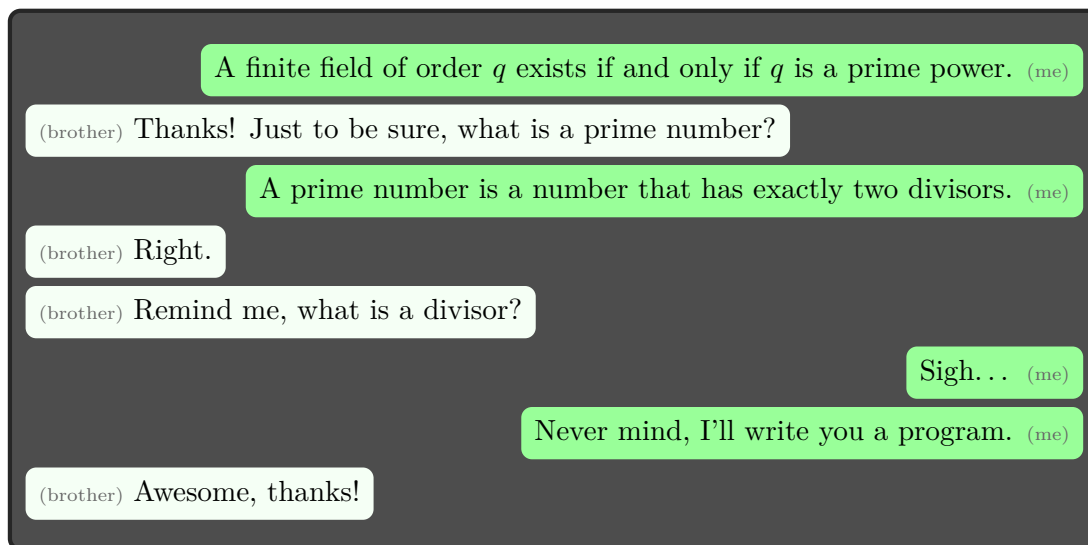 A finite field of order q exists if and only if q is a prime power. (me)
(brother) Thanks! Just to be sure, what is a prime number?
A prime number is a number that has exactly two divisors. (me)
(brother) Right.
(brother) Remind me, what is a divisor?
Sigh... (me)
Never mind, I'll write you a program. (me)
(brother) Awesome, thanks!